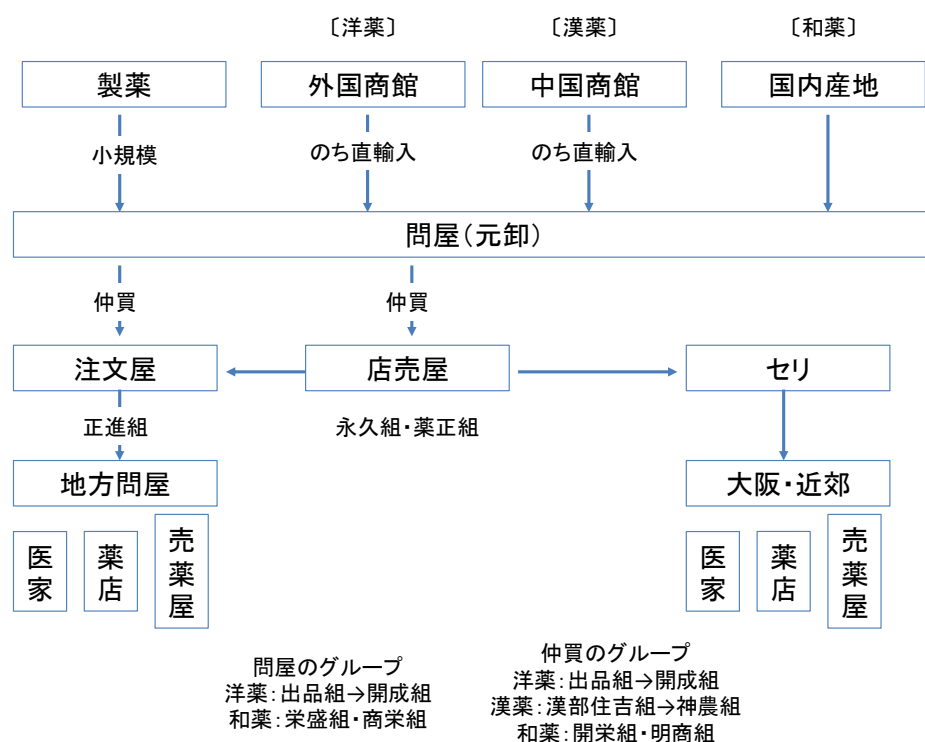 〔洋薬〕 〔漢薬〕 〔和薬〕
製薬 外国商館 中国商館 国内産地
小規模 のち直輸入 のち直輸入
問屋(元卸)
仲買 仲買
注文屋 店売屋 セリ
正進組 永久組・薬正組
地方問屋 大阪・近郊
医家 薬店 売薬屋 医家 薬店 売薬屋
問屋のグループ
洋薬:出品組→開成組
和薬:栄盛組・商栄組
仲買のグループ
洋薬:出品組→開成組
漢薬:漢部住吉組→神農組
和薬:開栄組・明商組